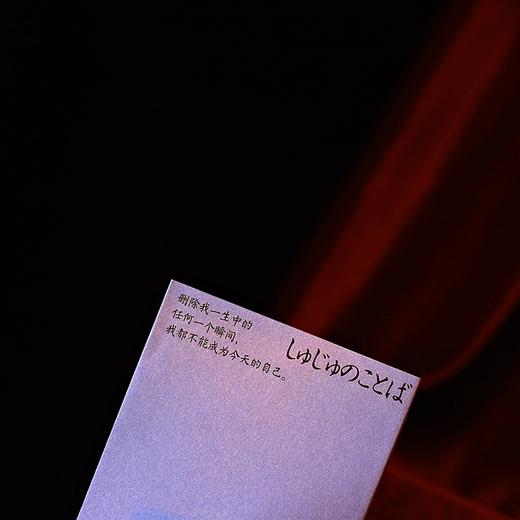 删除我一生中的
任何一个瞬间,
我都不能成为今天的自己。
しゅじゅのことば